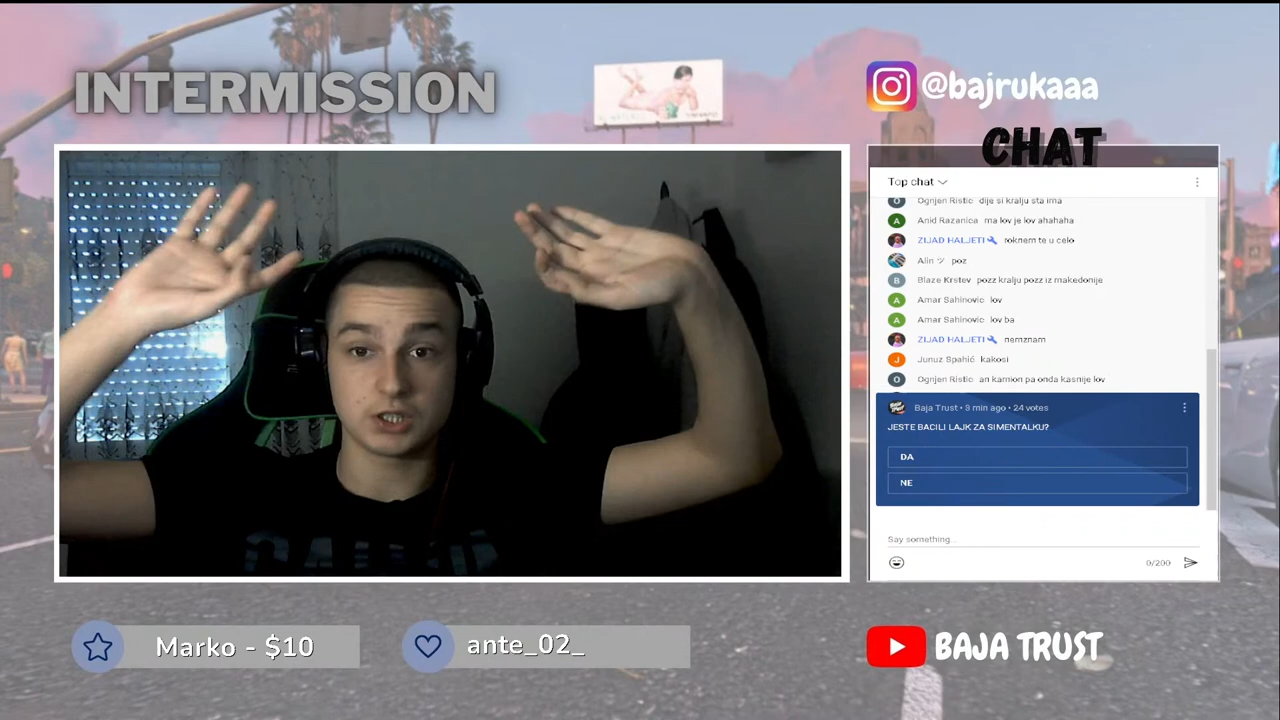 INTERMISSION
@bajrukaaa
CHAT
Top chat
Ognjen Ristic dije si kralju sta ima
Anid Razanica ma lov je lov ahahaha
ZIJAD HALJETI roknem te u celo
Alin ツ poz
Blaze Krstev pozz kralju pozz iz makedonije
Amar Sahinovic lov
Amar Sahinovic lov ba
ZIJAD HALJETI nemznam
Junuz Spahić kakosi
Ognjen Ristic an kamion pa onda kasnije lov
Baja Trust • 3 min ago • 24 votes
JESTE BACILI LAJK ZA SIMENTALKU?
DA
NE
Say something...
0/200
Marko - $10
ante_02_
BAJA TRUST